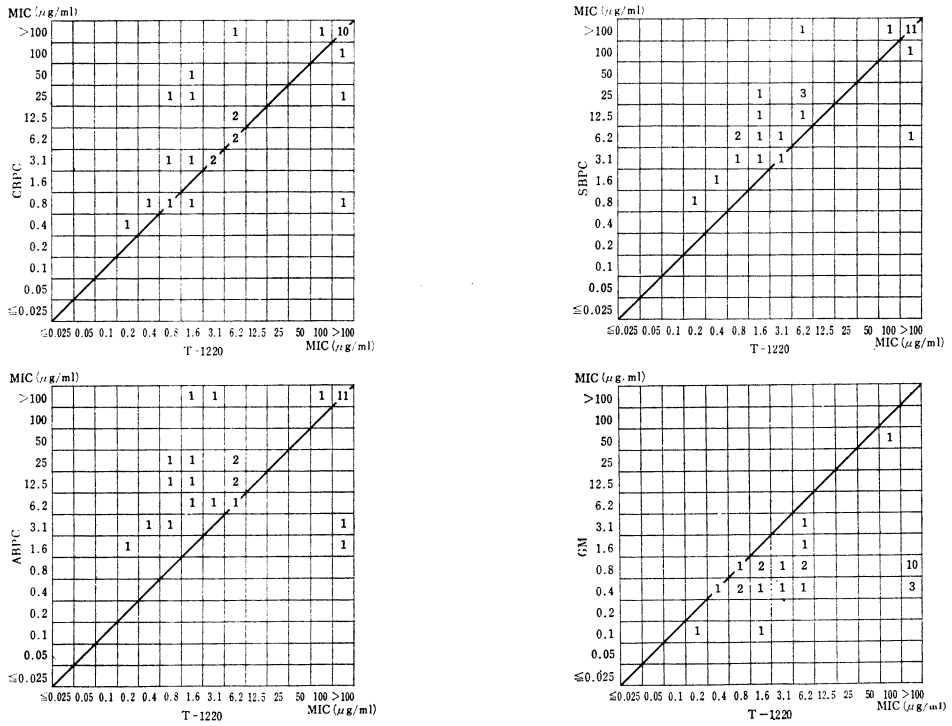 MIC (μg/ml)
>100 1 1 10
100 1
50 1
25 1 1 1
12.5 2
6.2 2
3.1 1 1 2
1.6
0.8 1 1 1 1
0.4 1
0.2
0.1
0.05
≦0.025
CBPC
≦0.025 0.05 0.1 0.2 0.4 0.8 1.6 3.1 6.2 12.5 25 50 100 >100
T-1220 MIC (μg/ml)
MIC (μg/ml)
>100 1 1 11
100 1
50
25 1 3
12.5 1 1
6.2 2 1 1 1
3.1 1 1 1
1.6 1
0.8 1
0.4
0.2
0.1
0.05
≦0.025
SBPC
≦0.025 0.05 0.1 0.2 0.4 0.8 1.6 3.1 6.2 12.5 25 50 100 >100
T-1220 MIC (μg/ml)
MIC (μg/ml)
>100 1 1 1 11
100
50
25 1 1 2
12.5 1 1 2
6.2 1 1 1
3.1 1 1 1
1.6 1 1
0.8
0.4
0.2
0.1
0.05
≦0.025
ABPC
≦0.025 0.05 0.1 0.2 0.4 0.8 1.6 3.1 6.2 12.5 25 50 100 >100
T-1220 MIC (μg/ml)
MIC (μg.ml)
>100
100
50 1
25
12.5
6.2
3.1 1
1.6 1
0.8 1 2 1 2 10
0.4 1 2 1 1 1 3
0.2
0.1 1 1
0.05
≦0.025
GM
≦0.025 0.05 0.1 0.2 0.4 0.8 1.6 3.1 6.2 12.5 25 50 100 >100
T-1220 MIC (μg/ml)